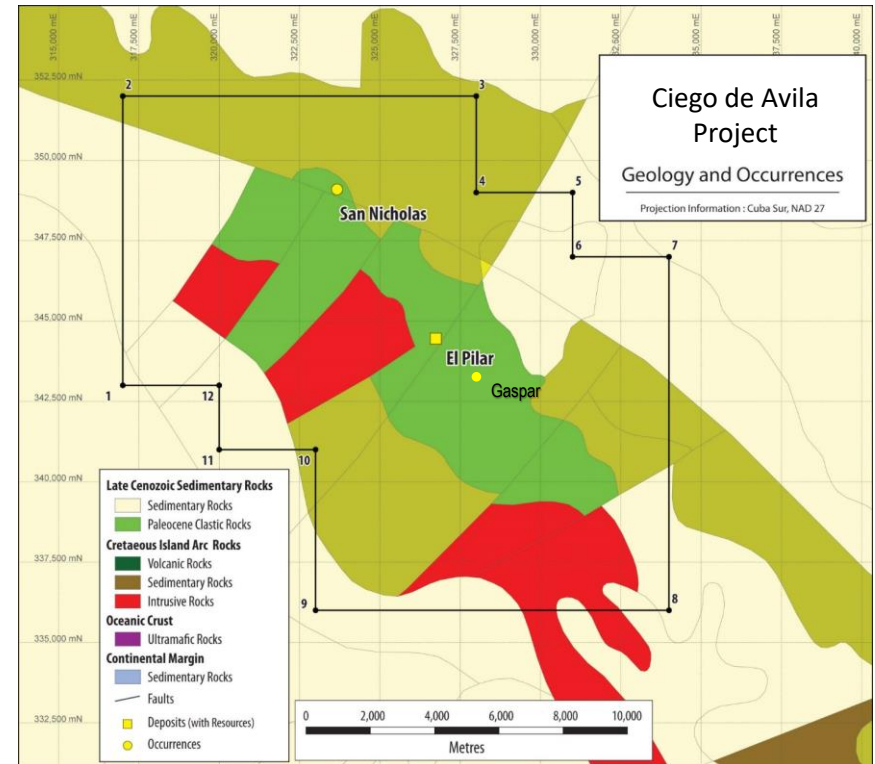 315,000 mE
317,500 mE
320,000 mE
322,500 mE
325,000 mE
327,500 mE
330,000 mE
32,500 mE
37,500 mE
40,000 mE
352,500 mN
350,000 mN
347,500 mN
345,000 mN
342,500 mN
340,000 mN
337,500 mN
335,000 mN
332,500 mN
Ciego de Avila
Project
Geology and Occurrences
Projection Information : Cuba Sur, NAD 27
2
3
4
5
6
7
San Nicholas
El Pilar
Gaspar
1
12
11
10
9
8
Late Cenozoic Sedimentary Rocks
Sedimentary Rocks
Paleocene Clastic Rocks
Cretaeous Island Arc Rocks
Volcanic Rocks
Sedimentary Rocks
Intrusive Rocks
Oceanic Crust
Ultramafic Rocks
Continental Margin
Sedimentary Rocks
Faults
Deposits (with Resources)
Occurrences
0 2,000 4,000 6,000 8,000 10,000
Metres